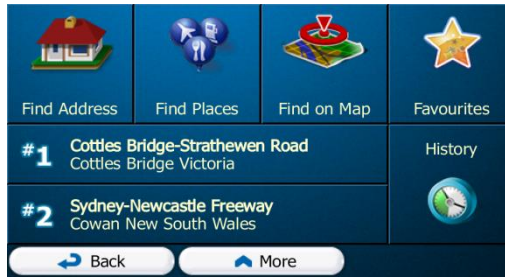 Find Address
Find Places
Find on Map
Favourites
#1 Cottles Bridge-Strathewen Road
Cottles Bridge Victoria
History
#2 Sydney-Newcastle Freeway
Cowan New South Wales
Back
More